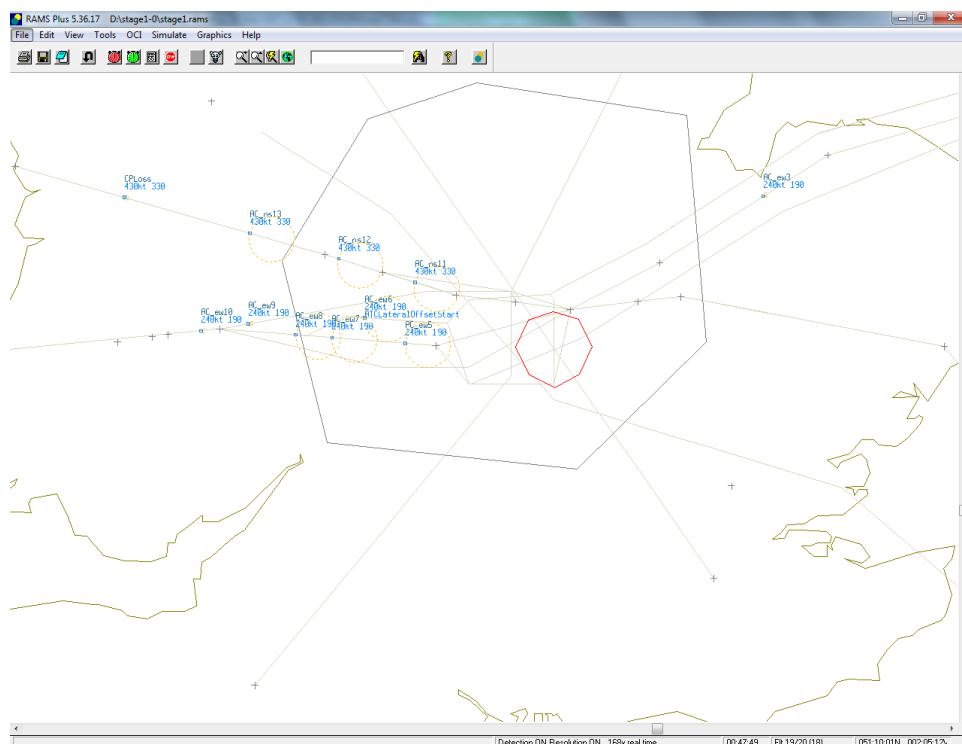 RAMS Plus 5.36.17   D:\stage1-0\stage1.rams
File Edit View Tools OCI Simulate Graphics Help
CPLoss
430kt 330
AC_ew3
240kt 190
AC_ns13
430kt 330
AC_ns12
430kt 330
AC_ns11
430kt 330
AC_ew6
240kt 190
ATCLateralOffsetStart
AC_ew9
240kt 190
AC_ew10
240kt 190
AC_ew8
240kt 190
AC_ew7
240kt 190
AC_ew5
240kt 190
Detection ON Resolution ON 168x real time 00:47:49 Flt 19/20 (18) 051:10:01N 002:05:12